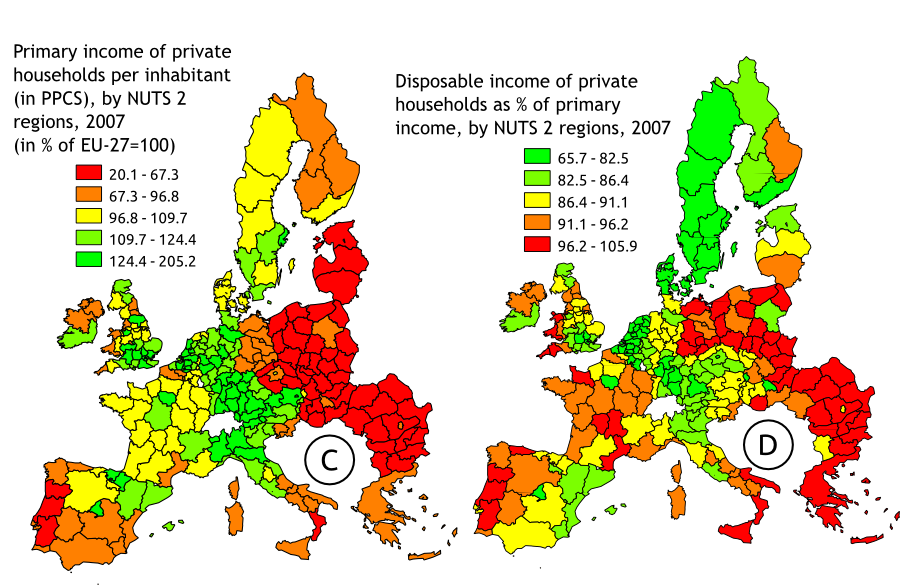 Primary income of private
households per inhabitant
(in PPCS), by NUTS 2
regions, 2007
(in % of EU-27=100)
20.1 - 67.3
67.3 - 96.8
96.8 - 109.7
109.7 - 124.4
124.4 - 205.2
C
Disposable income of private
households as % of primary
income, by NUTS 2 regions, 2007
65.7 - 82.5
82.5 - 86.4
86.4 - 91.1
91.1 - 96.2
96.2 - 105.9
D